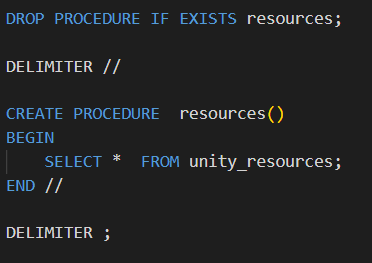 DROP PROCEDURE IF EXISTS resources;
DELIMITER //
CREATE PROCEDURE  resources()
BEGIN
    SELECT *  FROM unity_resources;
END //
DELIMITER ;